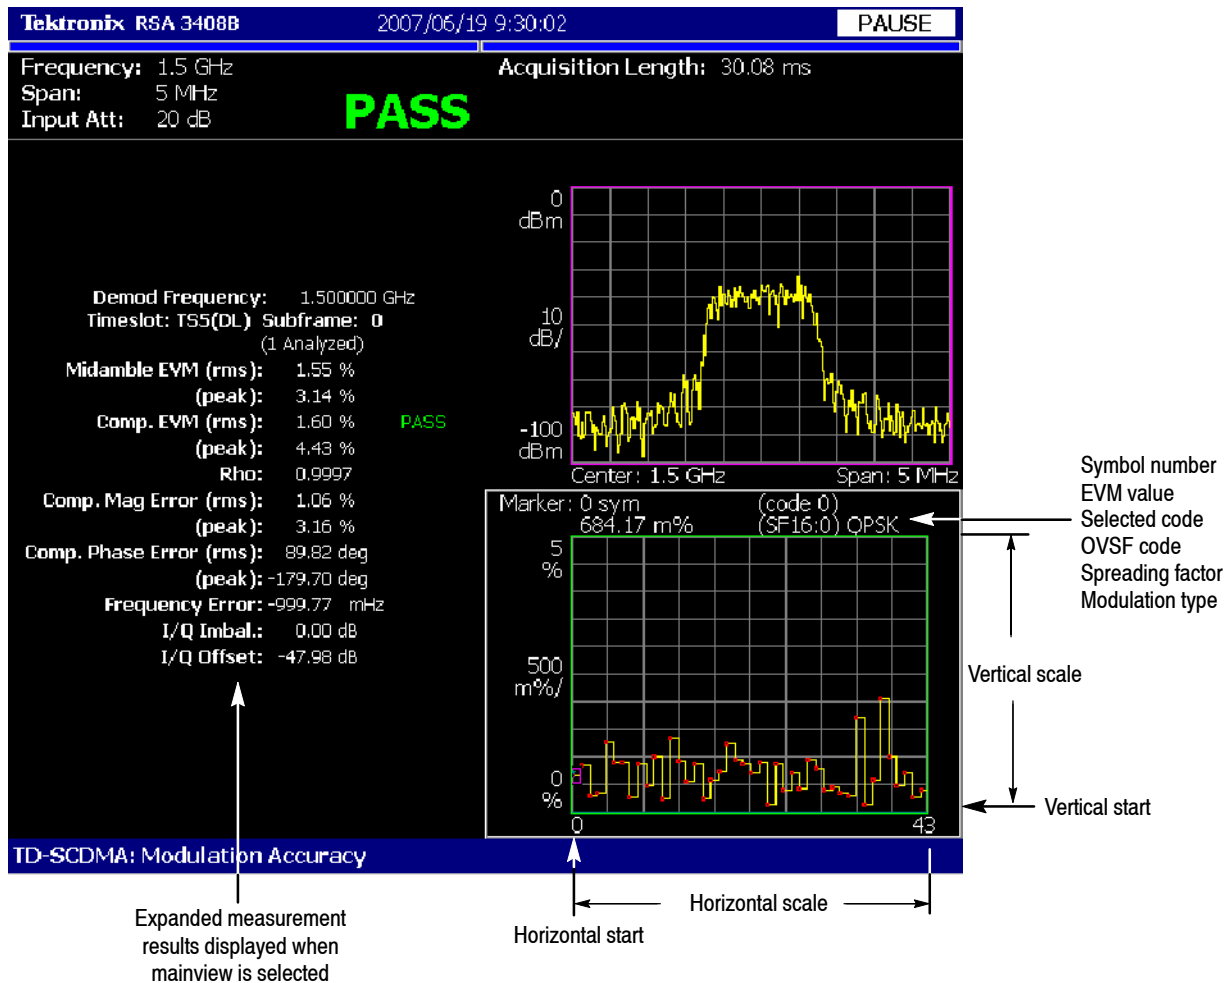 Tektronix RSA 3408B 2007/06/19 9:30:02 PAUSE
Frequency: 1.5 GHz Acquisition Length: 30.08 ms
Span: 5 MHz
Input Att: 20 dB
PASS
0
dBm
10
dB/
-100
dBm
Center: 1.5 GHz Span: 5 MHz
Demod Frequency: 1.500000 GHz
Timeslot: TS5(DL) Subframe: 0
(1 Analyzed)
Midamble EVM (rms): 1.55 %
(peak): 3.14 %
Comp. EVM (rms): 1.60 % PASS
(peak): 4.43 %
Rho: 0.9997
Comp. Mag Error (rms): 1.06 %
(peak): 3.16 %
Comp. Phase Error (rms): 89.82 deg
(peak): -179.70 deg
Frequency Error: -999.77 mHz
I/Q Imbal.: 0.00 dB
I/Q Offset: -47.98 dB
Marker: 0 sym (code 0)
684.17 m% (SF16:0) QPSK
5
%
500
m%/
0
%
0 43
Symbol number
EVM value
Selected code
OVSF code
Spreading factor
Modulation type
Vertical scale
Vertical start
TD-SCDMA: Modulation Accuracy
Horizontal scale
Horizontal start
Expanded measurement
results displayed when
mainview is selected